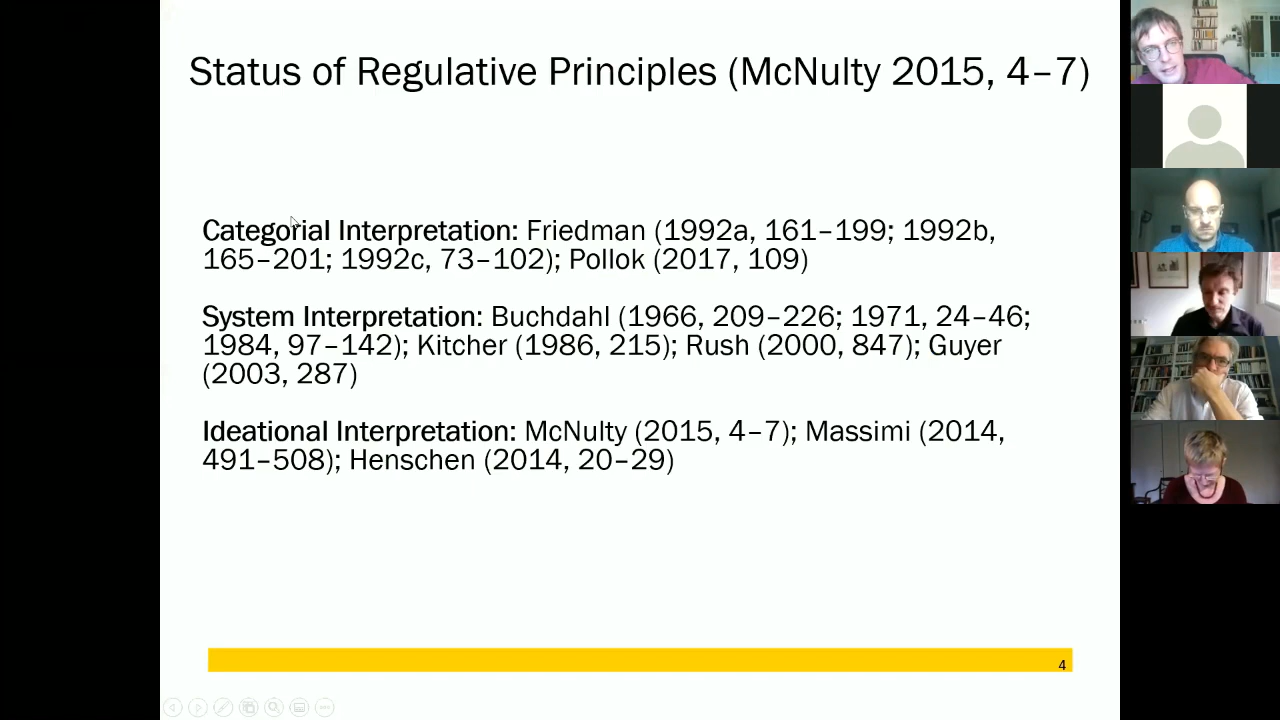 Status of Regulative Principles (McNulty 2015, 4–7)
Categorial Interpretation: Friedman (1992a, 161–199; 1992b,
165–201; 1992c, 73–102); Pollok (2017, 109)
System Interpretation: Buchdahl (1966, 209–226; 1971, 24–46;
1984, 97–142); Kitcher (1986, 215); Rush (2000, 847); Guyer
(2003, 287)
Ideational Interpretation: McNulty (2015, 4–7); Massimi (2014,
491–508); Henschen (2014, 20–29)
4